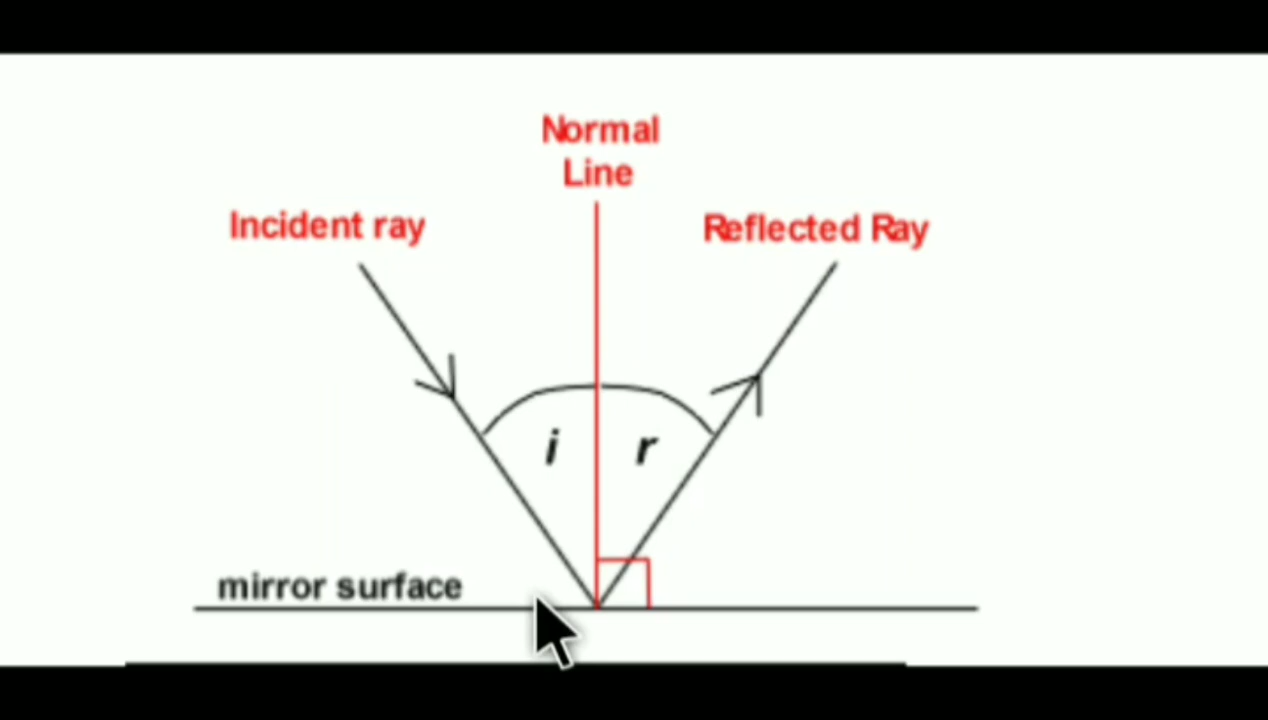 Normal
Line
Incident ray
Reflected Ray
i
r
mirror surface